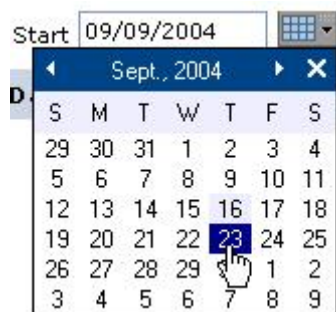 Start 09/09/2004
Sept., 2004
D
S M T W T F S
29 30 31 1 2 3 4
5 6 7 8 9 10 11
12 13 14 15 16 17 18
19 20 21 22 23 24 25
26 27 28 29 1 2
3 4 5 6 7 8 9